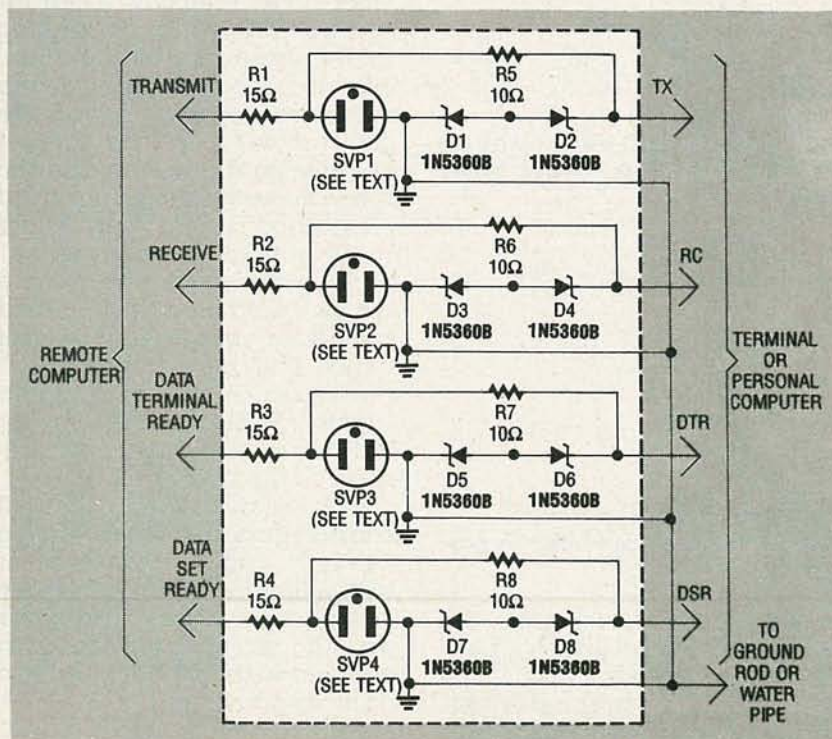 TRANSMIT
R1
15Ω
SVP1
(SEE TEXT)
R5
10Ω
D1
1N5360B
D2
1N5360B
TX
RECEIVE
R2
15Ω
SVP2
(SEE TEXT)
R6
10Ω
D3
1N5360B
D4
1N5360B
RC
REMOTE
COMPUTER
TERMINAL
OR
PERSONAL
COMPUTER
DATA
TERMINAL
READY
R3
15Ω
SVP3
(SEE TEXT)
R7
10Ω
D5
1N5360B
D6
1N5360B
DTR
DATA
SET
READY
R4
15Ω
SVP4
(SEE TEXT)
R8
10Ω
D7
1N5360B
D8
1N5360B
DSR
TO
GROUND
ROD OR
WATER
PIPE